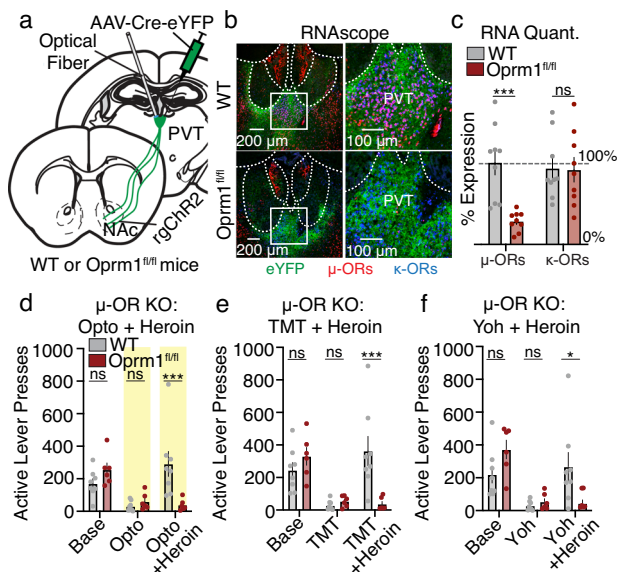 a
AAV-Cre-eYFP
Optical
Fiber
PVT
NAc
rgChR2
WT or Oprm1fl/fl mice
b
RNAscope
WT
200 µm
PVT
100 µm
Oprm1fl/fl
200 µm
PVT
100 µm
eYFP µ-ORs κ-ORs
c
RNA Quant.
WT
Oprm1fl/fl
*** ns
% Expression
100%
0%
µ-ORs κ-ORs
d
µ-OR KO:
Opto + Heroin
WT
Oprm1fl/fl
Active Lever Presses
1000
800
600
400
200
0
ns ns ***
Base Opto Opto
+Heroin
e
µ-OR KO:
TMT + Heroin
Active Lever Presses
1000
800
600
400
200
0
ns ns ***
Base TMT TMT
+Heroin
f
µ-OR KO:
Yoh + Heroin
Active Lever Presses
1000
800
600
400
200
0
ns ns *
Base Yoh Yoh
+Heroin